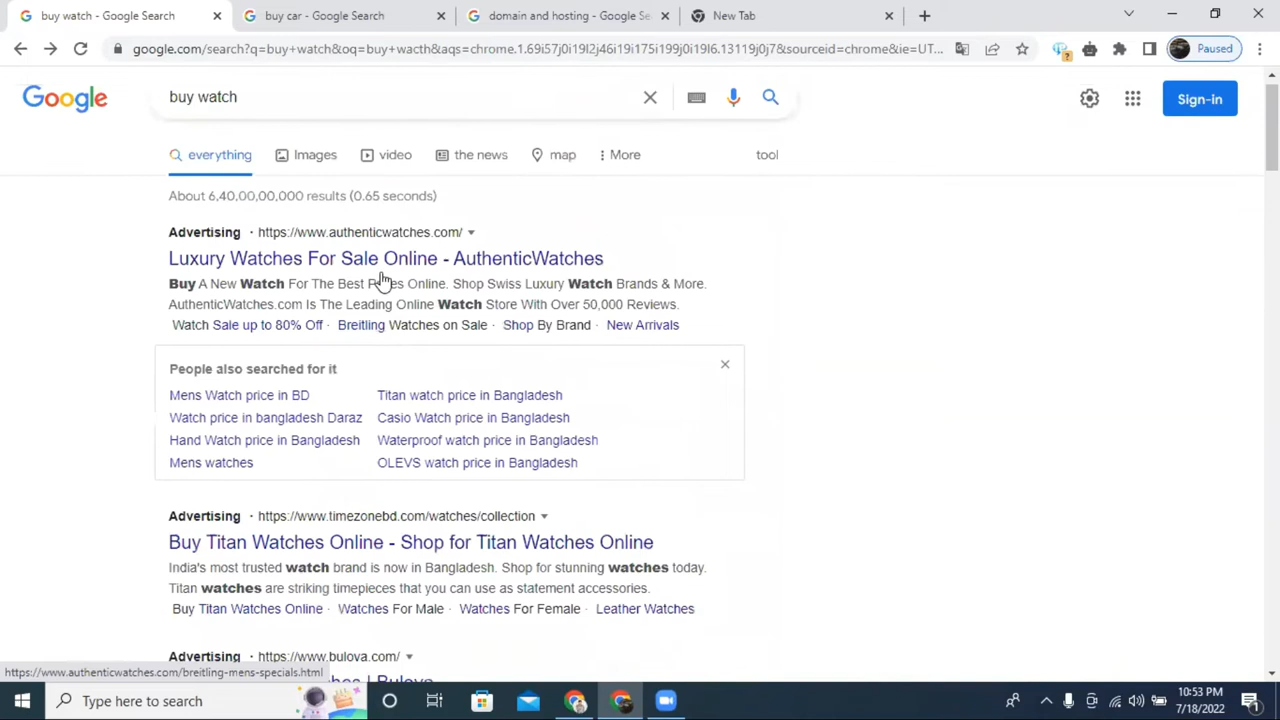 buy watch - Google Search
buy car - Google Search
domain and hosting - Google Se
New Tab
google.com/search?q=buy+watch&oq=buy+wacth&aqs=chrome.1.69i57j0i19l2j46i19i175i199j0i19l6.13119j0j7&sourceid=chrome&ie=UT...
Paused
Google
buy watch
Sign-in
everything
Images
video
the news
map
More
tool
About 6,40,00,00,000 results (0.65 seconds)
Advertising · https://www.authenticwatches.com/
Luxury Watches For Sale Online - AuthenticWatches
Buy A New Watch For The Best Prices Online. Shop Swiss Luxury Watch Brands & More.
AuthenticWatches.com Is The Leading Online Watch Store With Over 50,000 Reviews.
Watch Sale up to 80% Off · Breitling Watches on Sale · Shop By Brand · New Arrivals
People also searched for it
Mens Watch price in BD
Titan watch price in Bangladesh
Watch price in bangladesh Daraz
Casio Watch price in Bangladesh
Hand Watch price in Bangladesh
Waterproof watch price in Bangladesh
Mens watches
OLEVS watch price in Bangladesh
Advertising · https://www.timezonebd.com/watches/collection
Buy Titan Watches Online - Shop for Titan Watches Online
India's most trusted watch brand is now in Bangladesh. Shop for stunning watches today.
Titan watches are striking timepieces that you can use as statement accessories.
Buy Titan Watches Online · Watches For Male · Watches For Female · Leather Watches
Advertising · https://www.bulova.com/
https://www.authenticwatches.com/breitling-mens-specials.html
Type here to search
10:53 PM
7/18/2022